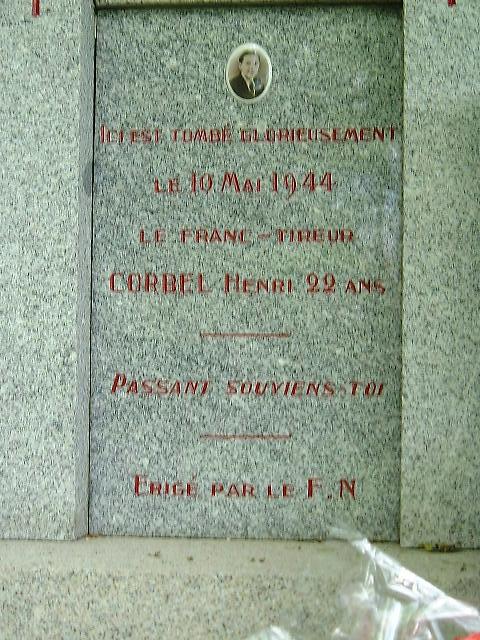 ICI EST TOMBÉ GLORIEUSEMENT
LE 10 MAI 1944
LE FRANC-TIREUR
CORBEL HENRI 22 ANS
PASSANT SOUVIENS-TOI
ERIGÉ PAR LE F.N